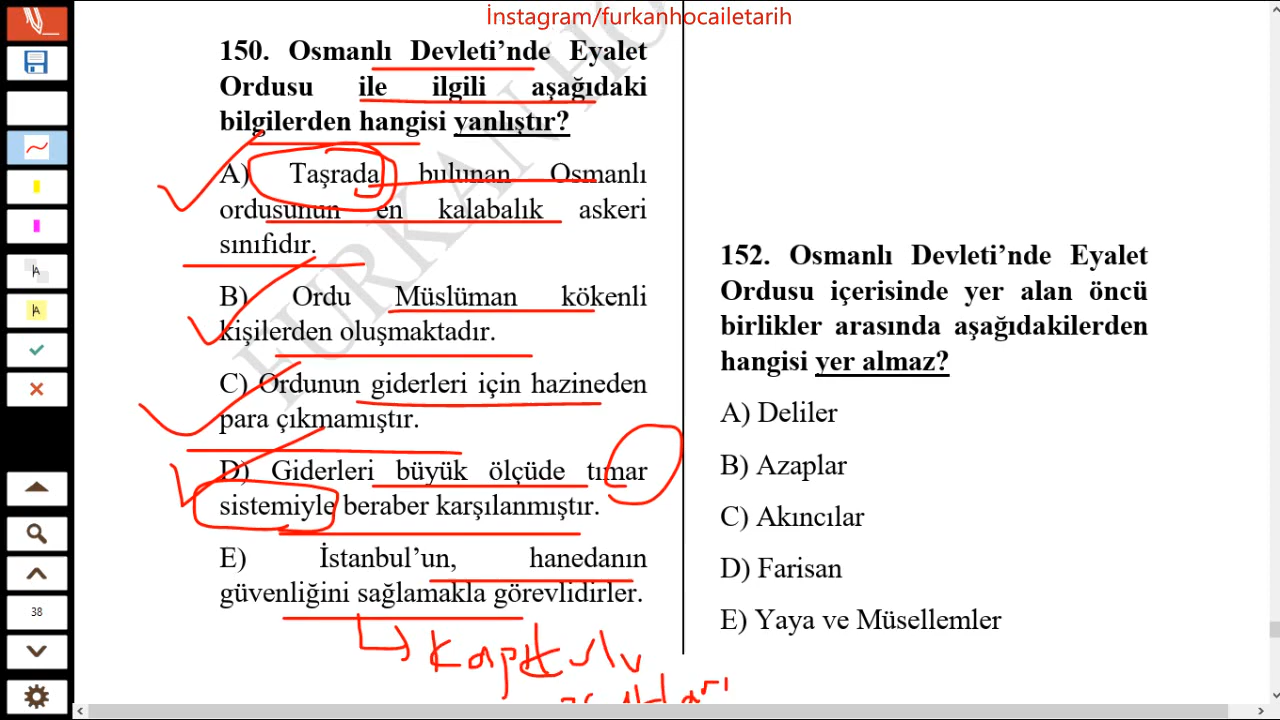 İnstagram/furkanhocailetarih
150. Osmanlı Devleti’nde Eyalet
Ordusu ile ilgili aşağıdaki
bilgilerden hangisi yanlıştır?
A) Taşrada bulunan Osmanlı
ordusunun en kalabalık askeri
sınıfıdır.
B) Ordu Müslüman kökenli
kişilerden oluşmaktadır.
C) Ordunun giderleri için hazineden
para çıkmamıştır.
D) Giderleri büyük ölçüde tımar
sistemiyle beraber karşılanmıştır.
E) İstanbul’un, hanedanın
güvenliğini sağlamakla görevlidirler.
Kapıkulu
152. Osmanlı Devleti’nde Eyalet
Ordusu içerisinde yer alan öncü
birlikler arasında aşağıdakilerden
hangisi yer almaz?
A) Deliler
B) Azaplar
C) Akıncılar
D) Farisan
E) Yaya ve Müsellemler
FURKAN HO
38